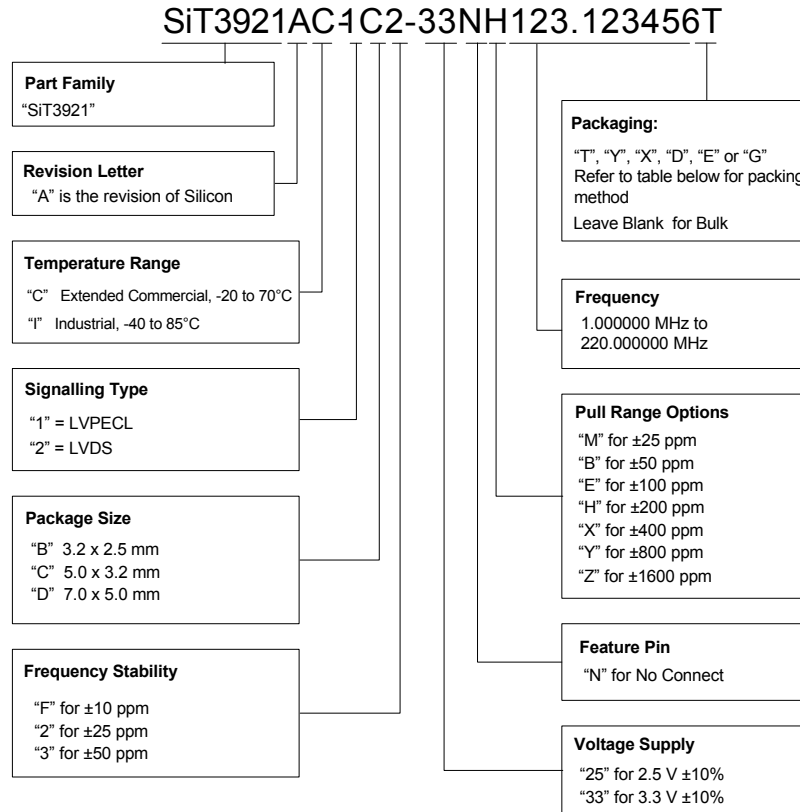 SiT3921AC-1C2-33NH123.123456T
Part Family
“SiT3921”
Revision Letter
“A” is the revision of Silicon
Temperature Range
“C” Extended Commercial, -20 to 70°C
“I” Industrial, -40 to 85°C
Signalling Type
“1” = LVPECL
“2” = LVDS
Package Size
“B” 3.2 x 2.5 mm
“C” 5.0 x 3.2 mm
“D” 7.0 x 5.0 mm
Frequency Stability
“F” for ±10 ppm
“2” for ±25 ppm
“3” for ±50 ppm
Packaging:
“T”, “Y”, “X”, “D”, “E” or “G”
Refer to table below for packing
method
Leave Blank for Bulk
Frequency
1.000000 MHz to
220.000000 MHz
Pull Range Options
“M” for ±25 ppm
“B” for ±50 ppm
“E” for ±100 ppm
“H” for ±200 ppm
“X” for ±400 ppm
“Y” for ±800 ppm
“Z” for ±1600 ppm
Feature Pin
“N” for No Connect
Voltage Supply
“25” for 2.5 V ±10%
“33” for 3.3 V ±10%